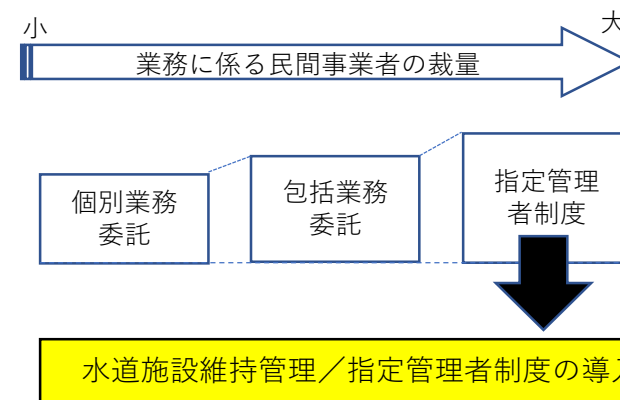 小
大
業務に係る民間事業者の裁量
個別業務
委託
包括業務
委託
指定管理
者制度
水道施設維持管理／指定管理者制度の導入